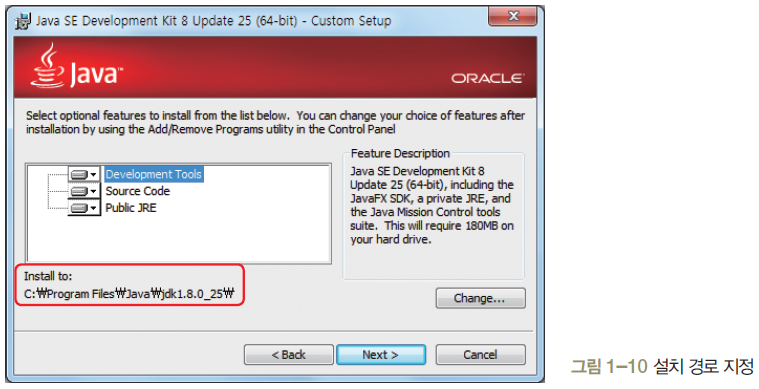 Java SE Development Kit 8 Update 25 (64-bit) - Custom Setup
Java™
ORACLE
Select optional features to install from the list below. You can change your choice of features after
installation by using the Add/Remove Programs utility in the Control Panel
Development Tools
Source Code
Public JRE
Feature Description
Java SE Development Kit 8
Update 25 (64-bit), including the
JavaFX SDK, a private JRE, and
the Java Mission Control tools
suite. This will require 180MB on
your hard drive.
Install to:
C:₩Program Files₩Java₩jdk1.8.0_25₩
Change...
< Back
Next >
Cancel
그림 1-10 설치 경로 지정